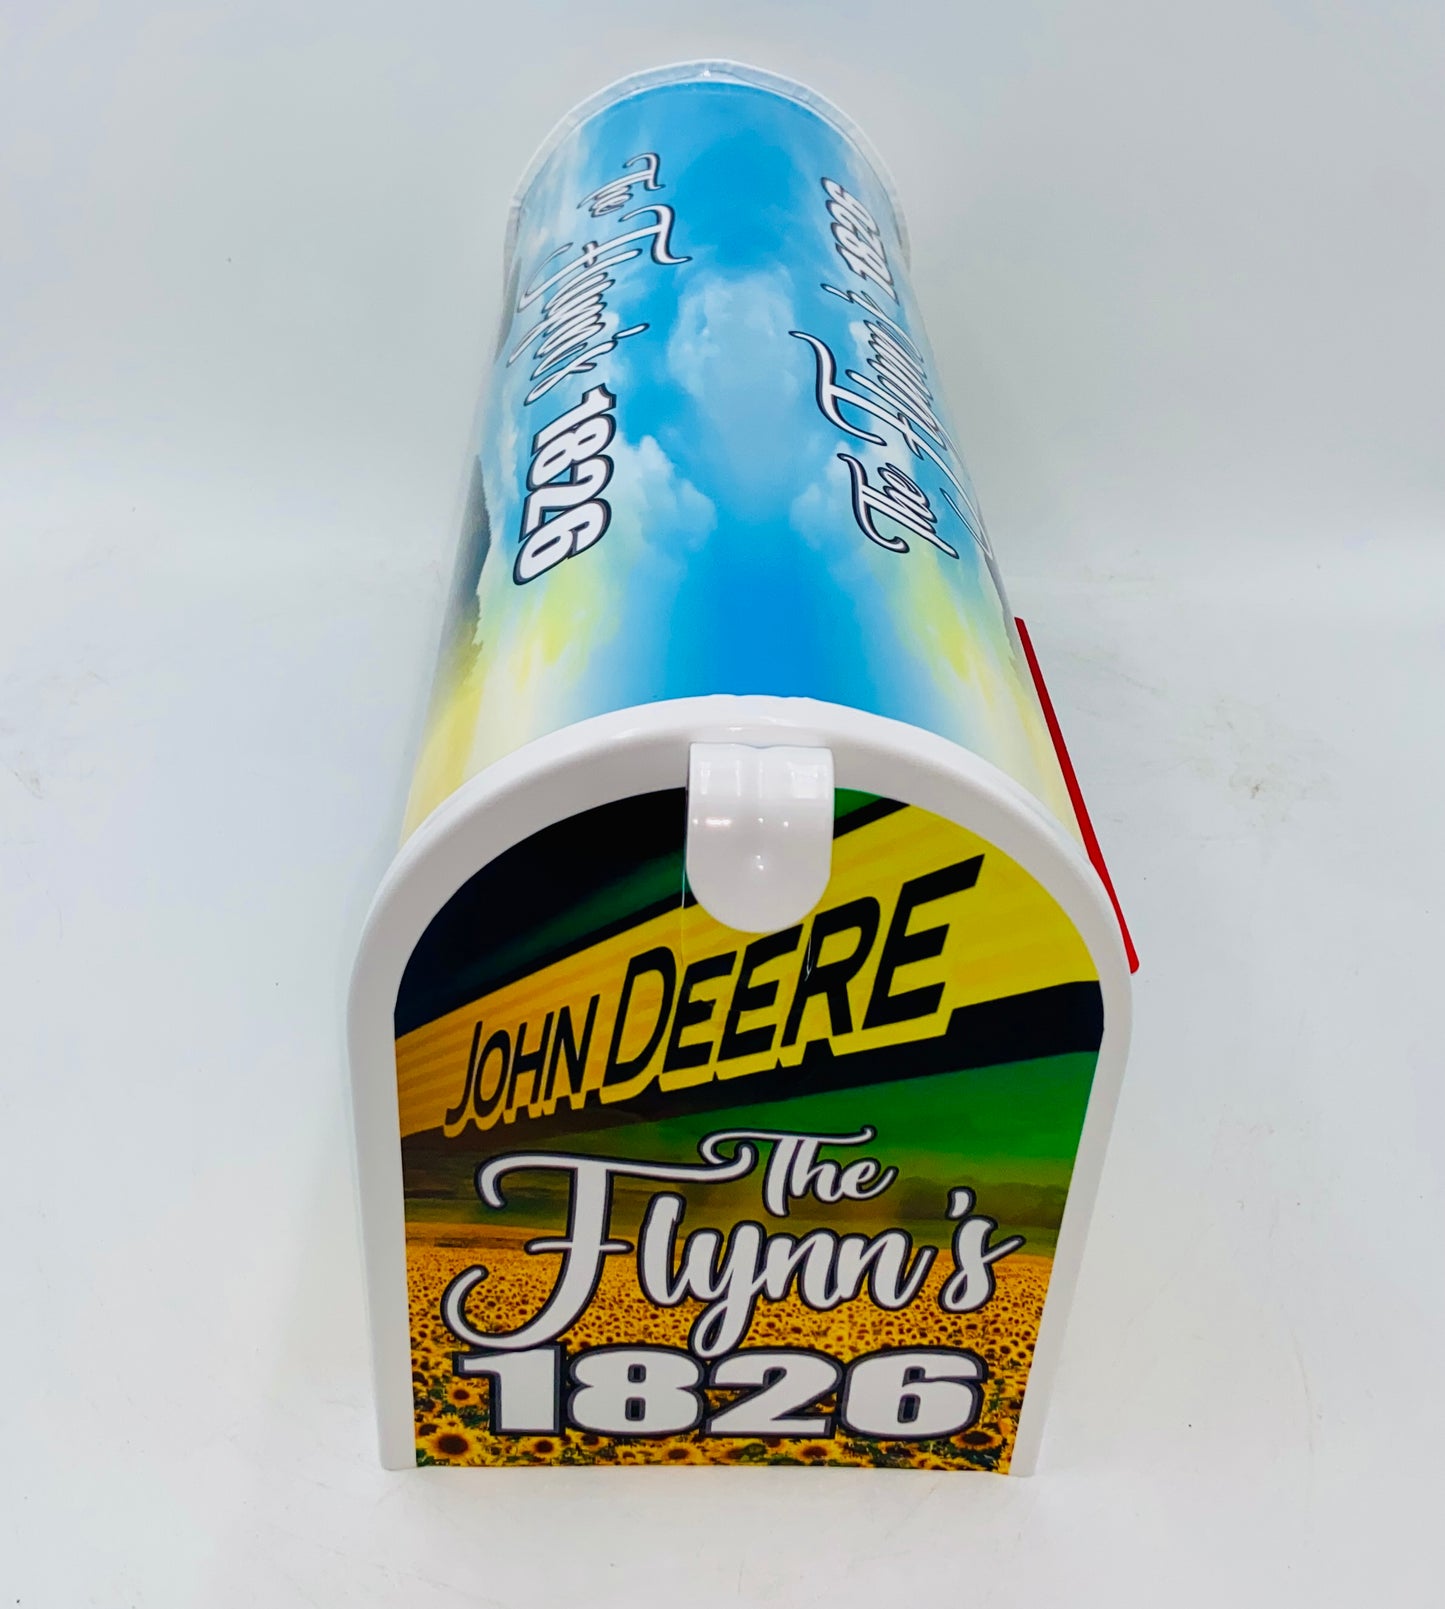 The Flynn's 1826
The Flynn's 1826
JOHN DEERE
The
Flynn's
1826